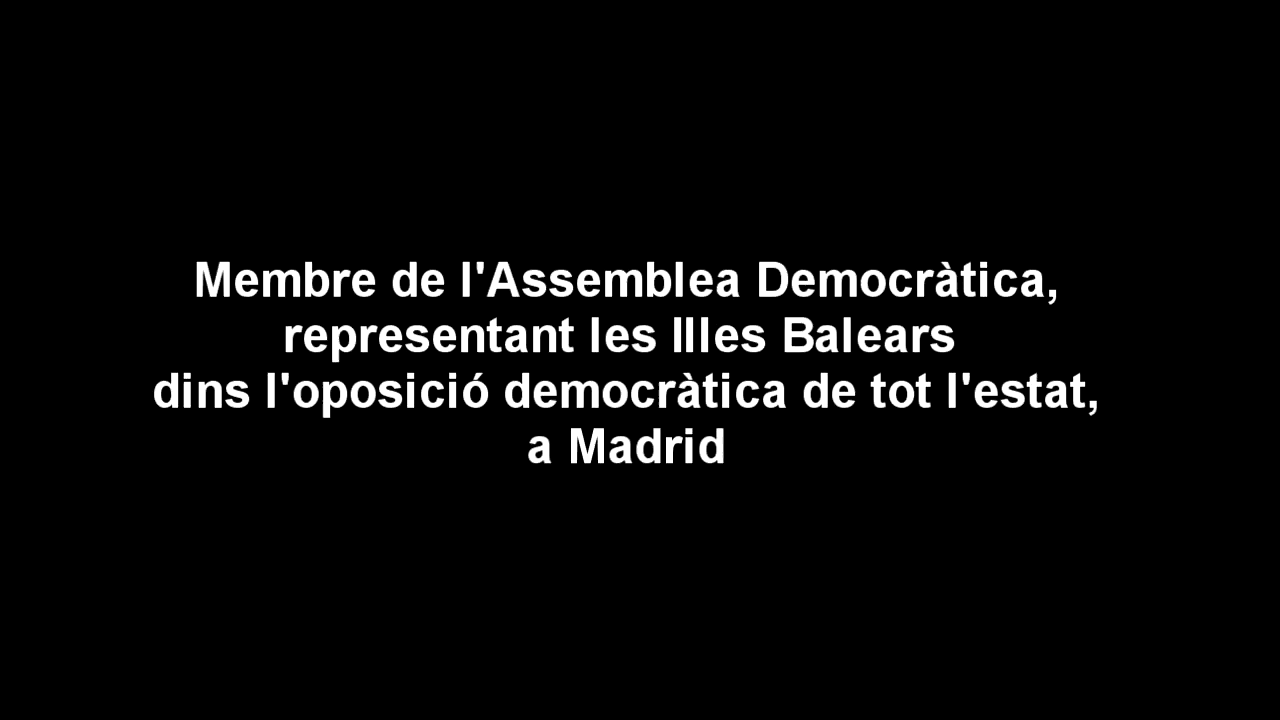 Membre de l'Assemblea Democràtica,
representant les Illes Balears
dins l'oposició democràtica de tot l'estat,
a Madrid